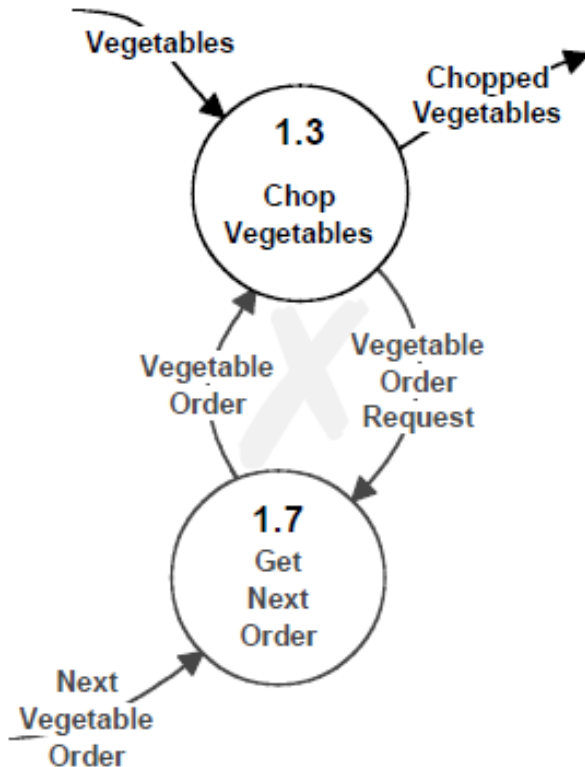 Vegetables
Chopped
Vegetables
1.3
Chop
Vegetables
Vegetable
Order
Vegetable
Order
Request
1.7
Get
Next
Order
Next
Vegetable
Order